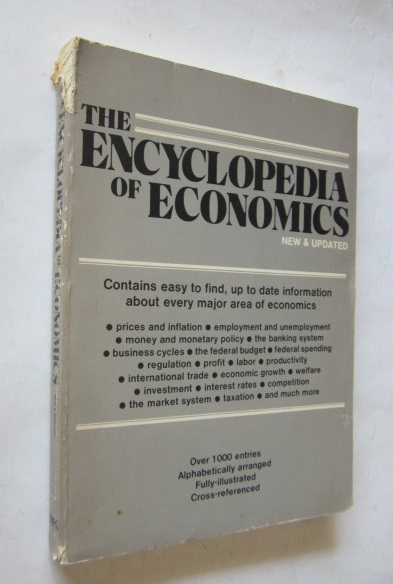 THE
ENCYCLOPEDIA
OF ECONOMICS
NEW & UPDATED
Contains easy to find, up to date information
about every major area of economics
● prices and inflation ● employment and unemployment
● money and monetary policy ● the banking system
● business cycles ● the federal budget ● federal spending
● regulation ● profit ● labor ● productivity
● international trade ● economic growth ● welfare
● investment ● interest rates ● competition
● the market system ● taxation ● and much more
Over 1000 entries
Alphabetically arranged
Fully-illustrated
Cross-referenced
ENCYCLOPEDIA OF ECONOMICS